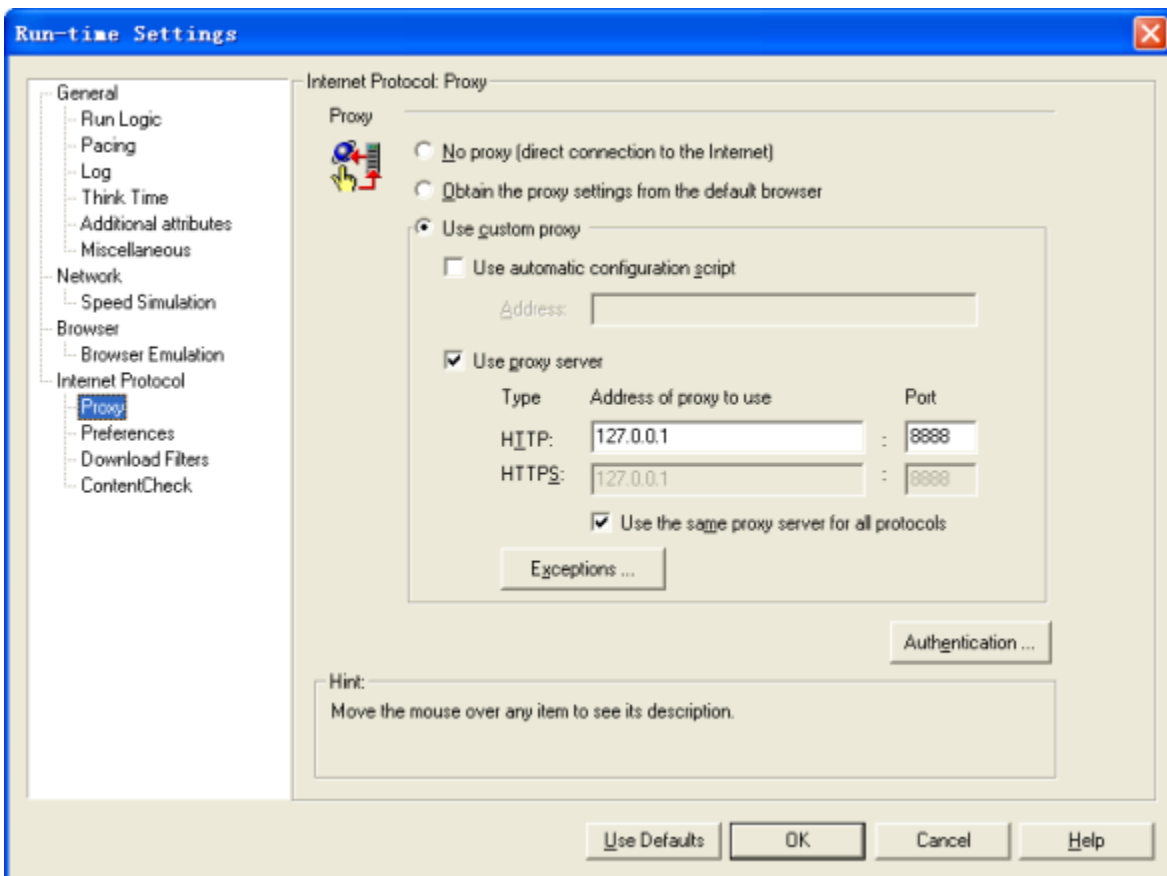 Run-time Settings
General
Run Logic
Pacing
Log
Think Time
Additional attributes
Miscellaneous
Network
Speed Simulation
Browser
Browser Emulation
Internet Protocol
Proxy
Preferences
Download Filters
ContentCheck
Internet Protocol: Proxy
Proxy
No proxy (direct connection to the Internet)
Obtain the proxy settings from the default browser
Use custom proxy
Use automatic configuration script
Address:
Use proxy server
Type Address of proxy to use Port
HTTP: 127.0.0.1 : 8888
HTTPS: 127.0.0.1 : 8888
Use the same proxy server for all protocols
Exceptions ...
Authentication ...
Hint:
Move the mouse over any item to see its description.
Use Defaults OK Cancel Help